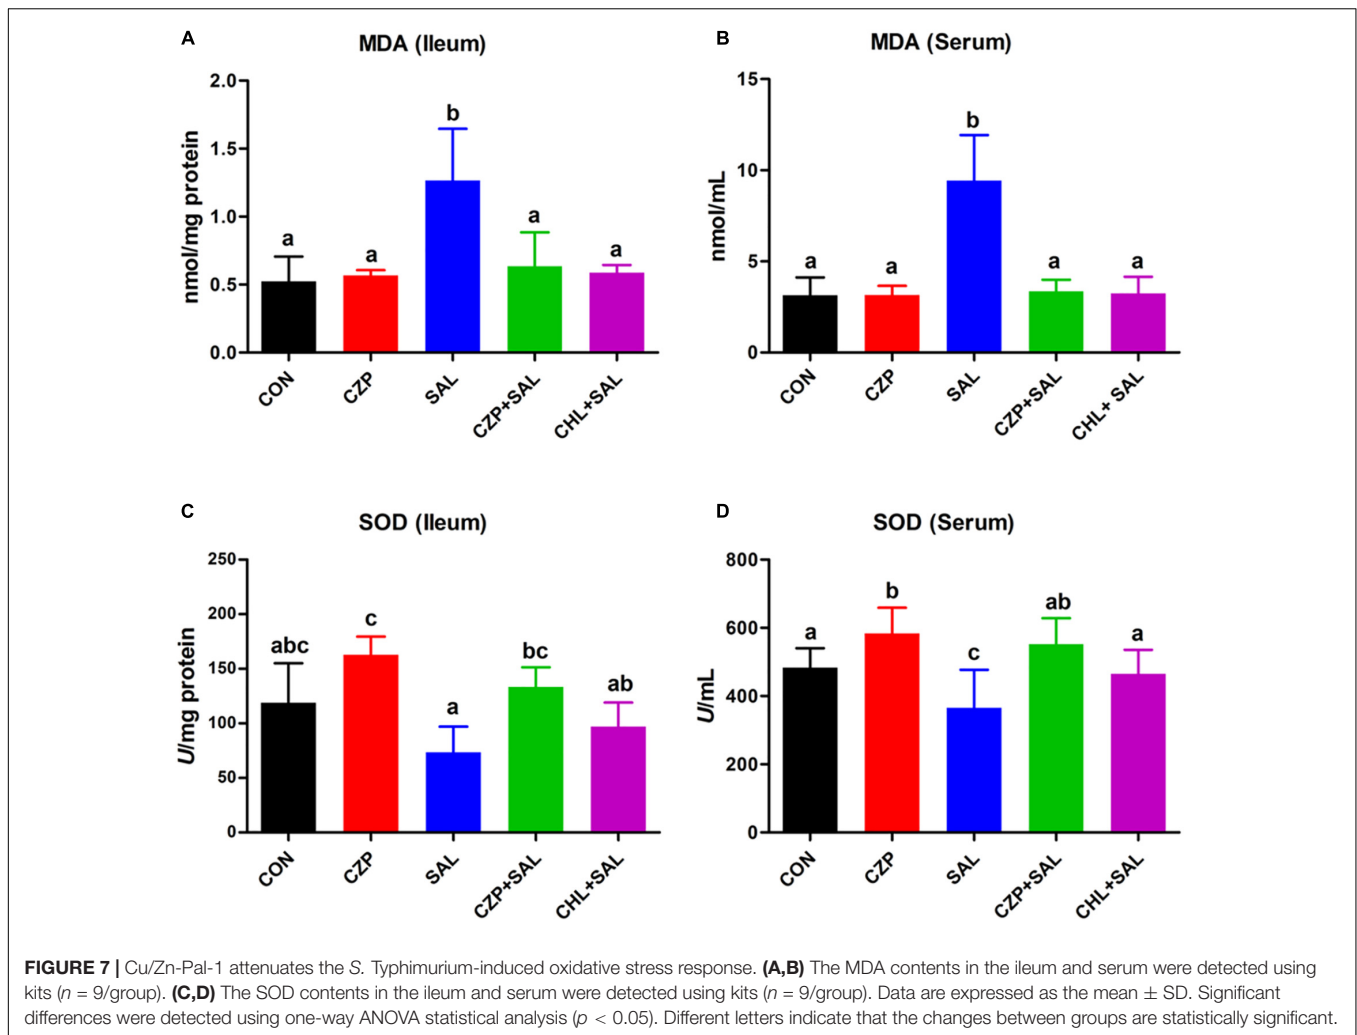 A
MDA (Ileum)
nmol/mg protein
2.0
1.5
1.0
0.5
0.0
a
a
b
a
a
CON
CZP
SAL
CZP+SAL
CHL+SAL
B
MDA (Serum)
nmol/mL
15
10
5
0
a
a
b
a
a
CON
CZP
SAL
CZP+SAL
CHL+ SAL
C
SOD (Ileum)
U/mg protein
250
200
150
100
50
0
abc
c
a
bc
ab
CON
CZP
SAL
CZP+SAL
CHL+SAL
D
SOD (Serum)
U/mL
800
600
400
200
0
a
b
c
ab
a
CON
CZP
SAL
CZP+SAL
CHL+SAL
FIGURE 7 | Cu/Zn-Pal-1 attenuates the S. Typhimurium-induced oxidative stress response. (A,B) The MDA contents in the ileum and serum were detected using
kits (n = 9/group). (C,D) The SOD contents in the ileum and serum were detected using kits (n = 9/group). Data are expressed as the mean ± SD. Significant
differences were detected using one-way ANOVA statistical analysis (p < 0.05). Different letters indicate that the changes between groups are statistically significant.